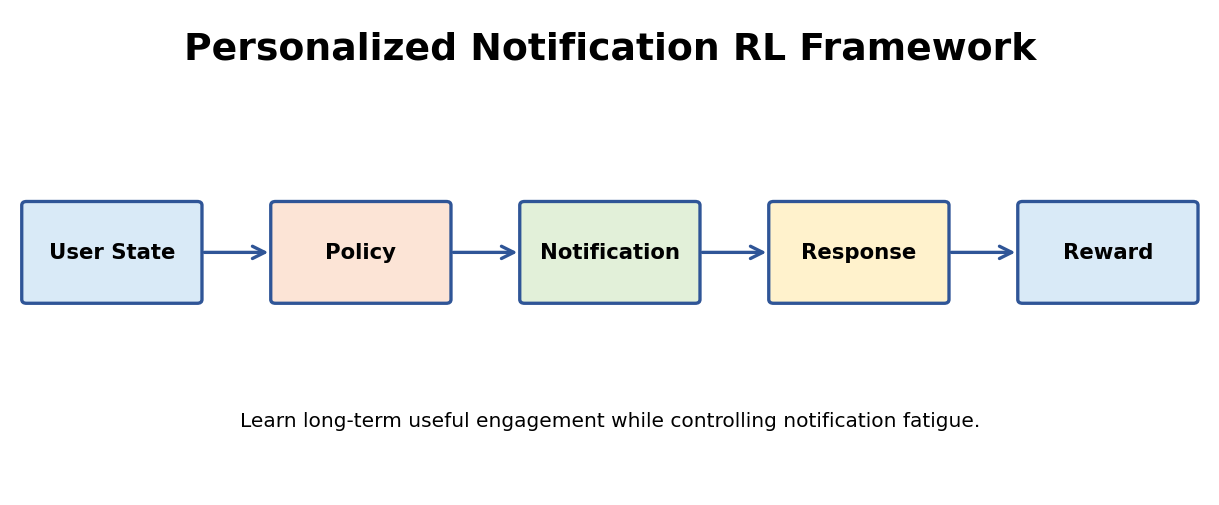 Personalized Notification RL Framework
User State
Policy
Notification
Response
Reward
Learn long-term useful engagement while controlling notification fatigue.